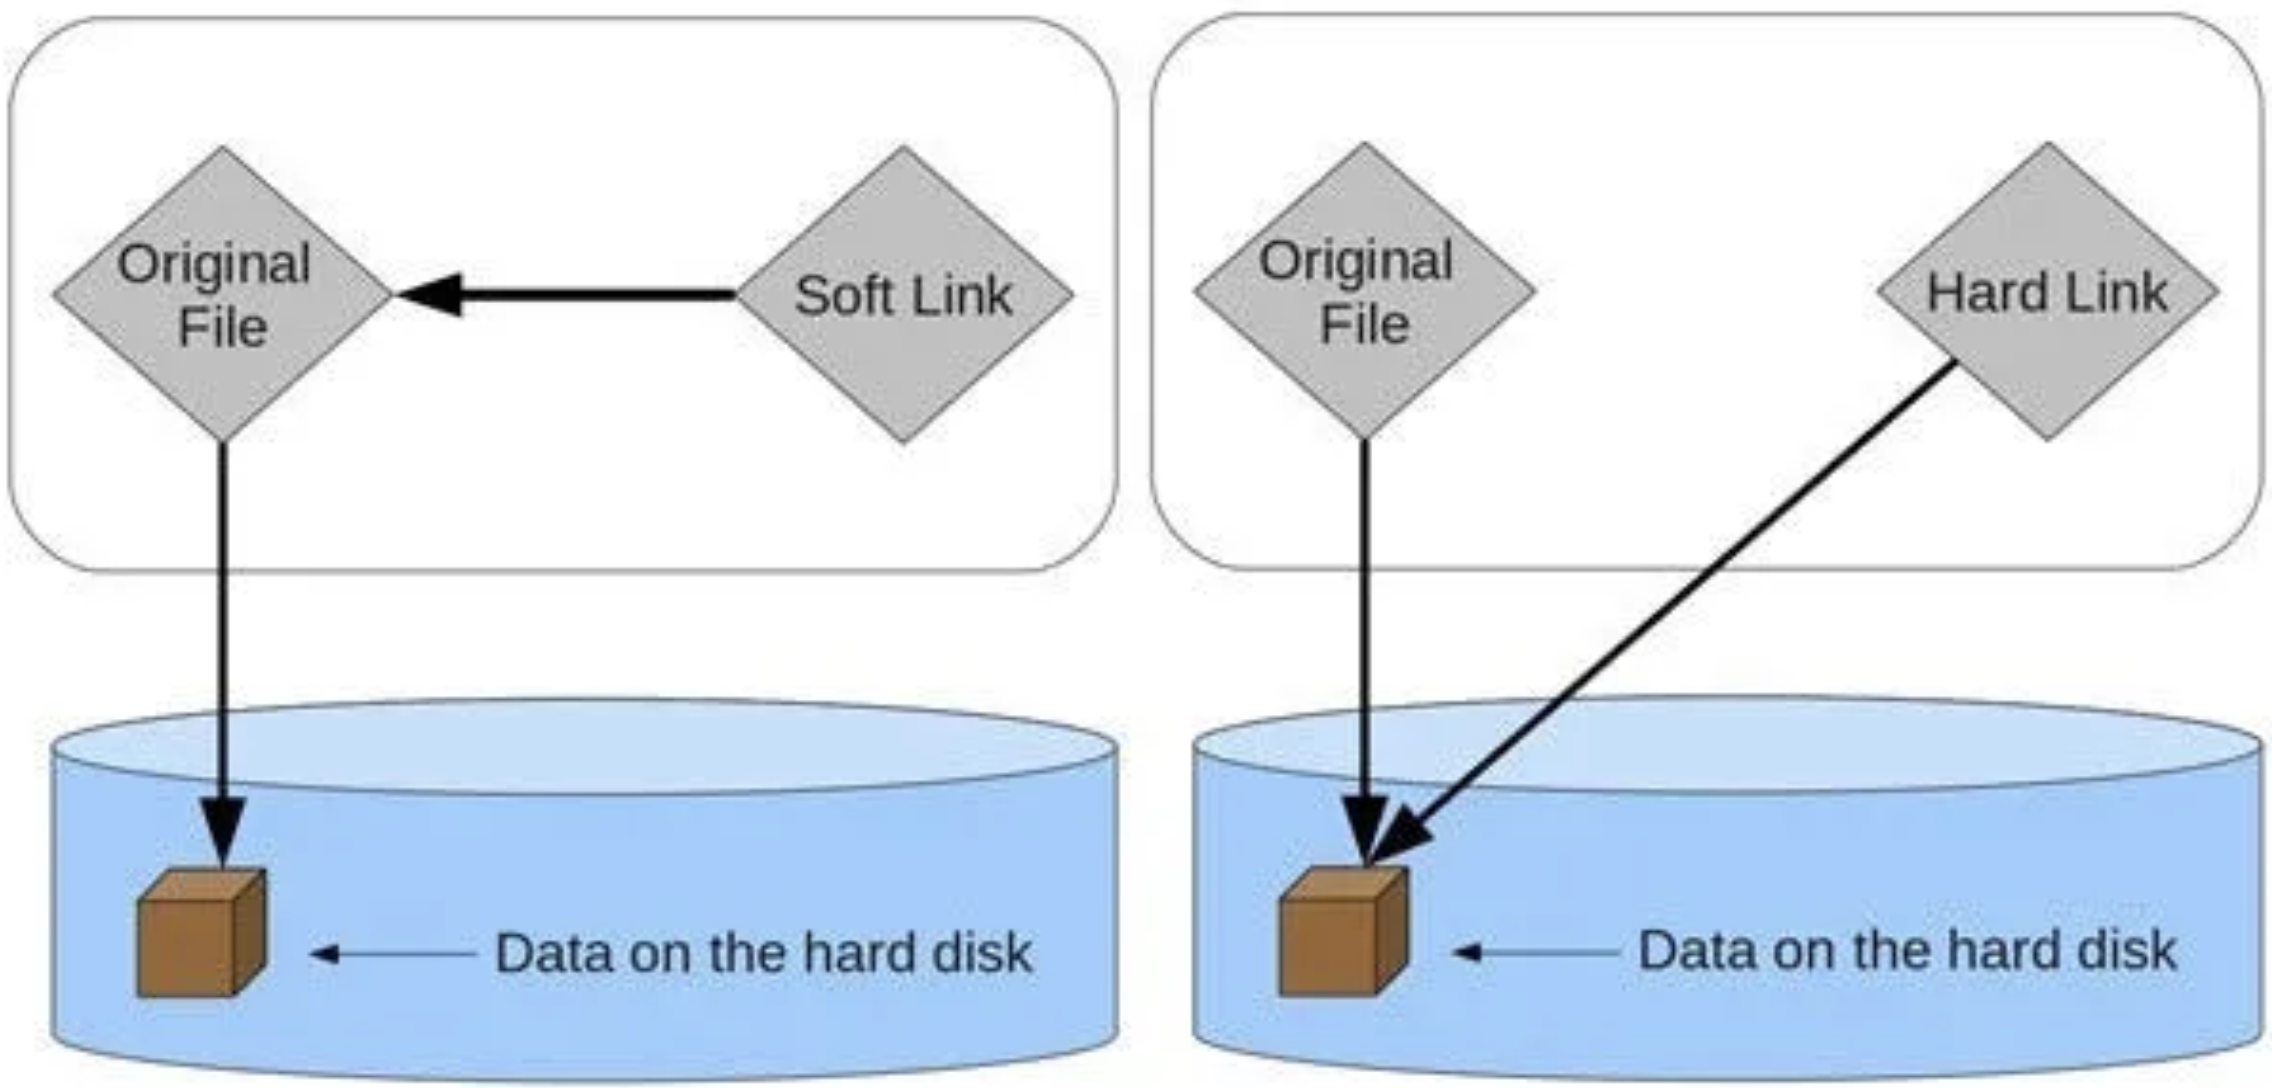 Original
File
Soft Link
Data on the hard disk
Original
File
Hard Link
Data on the hard disk